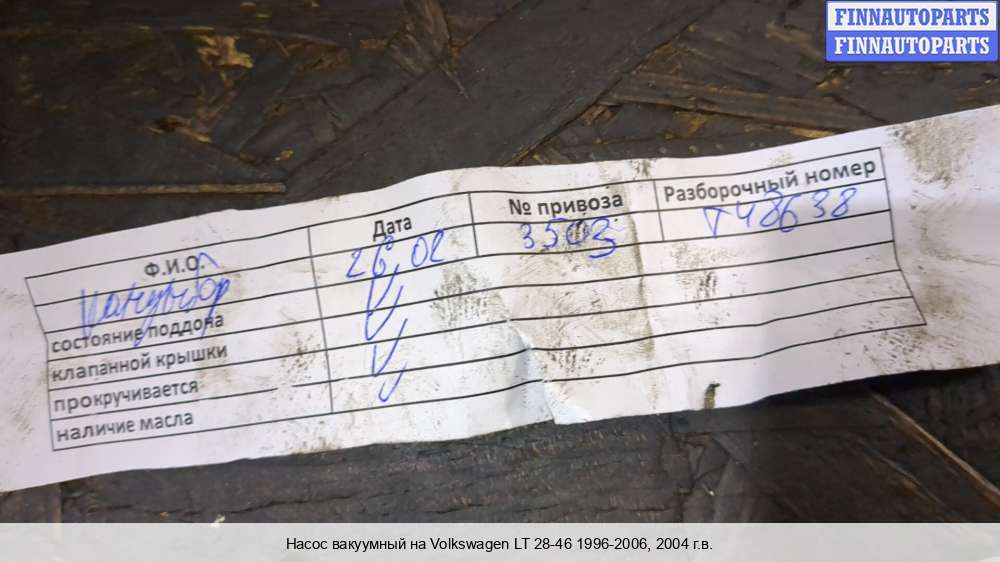 FINNAUTOPARTS
FINNAUTOPARTS
Ф.И.О. Дата № привоза Разборочный номер
26,02 3503 T48638
состояние поддона
клапанной крышки
прокручивается
наличие масла
Насос вакуумный на Volkswagen LT 28-46 1996-2006, 2004 г.в.